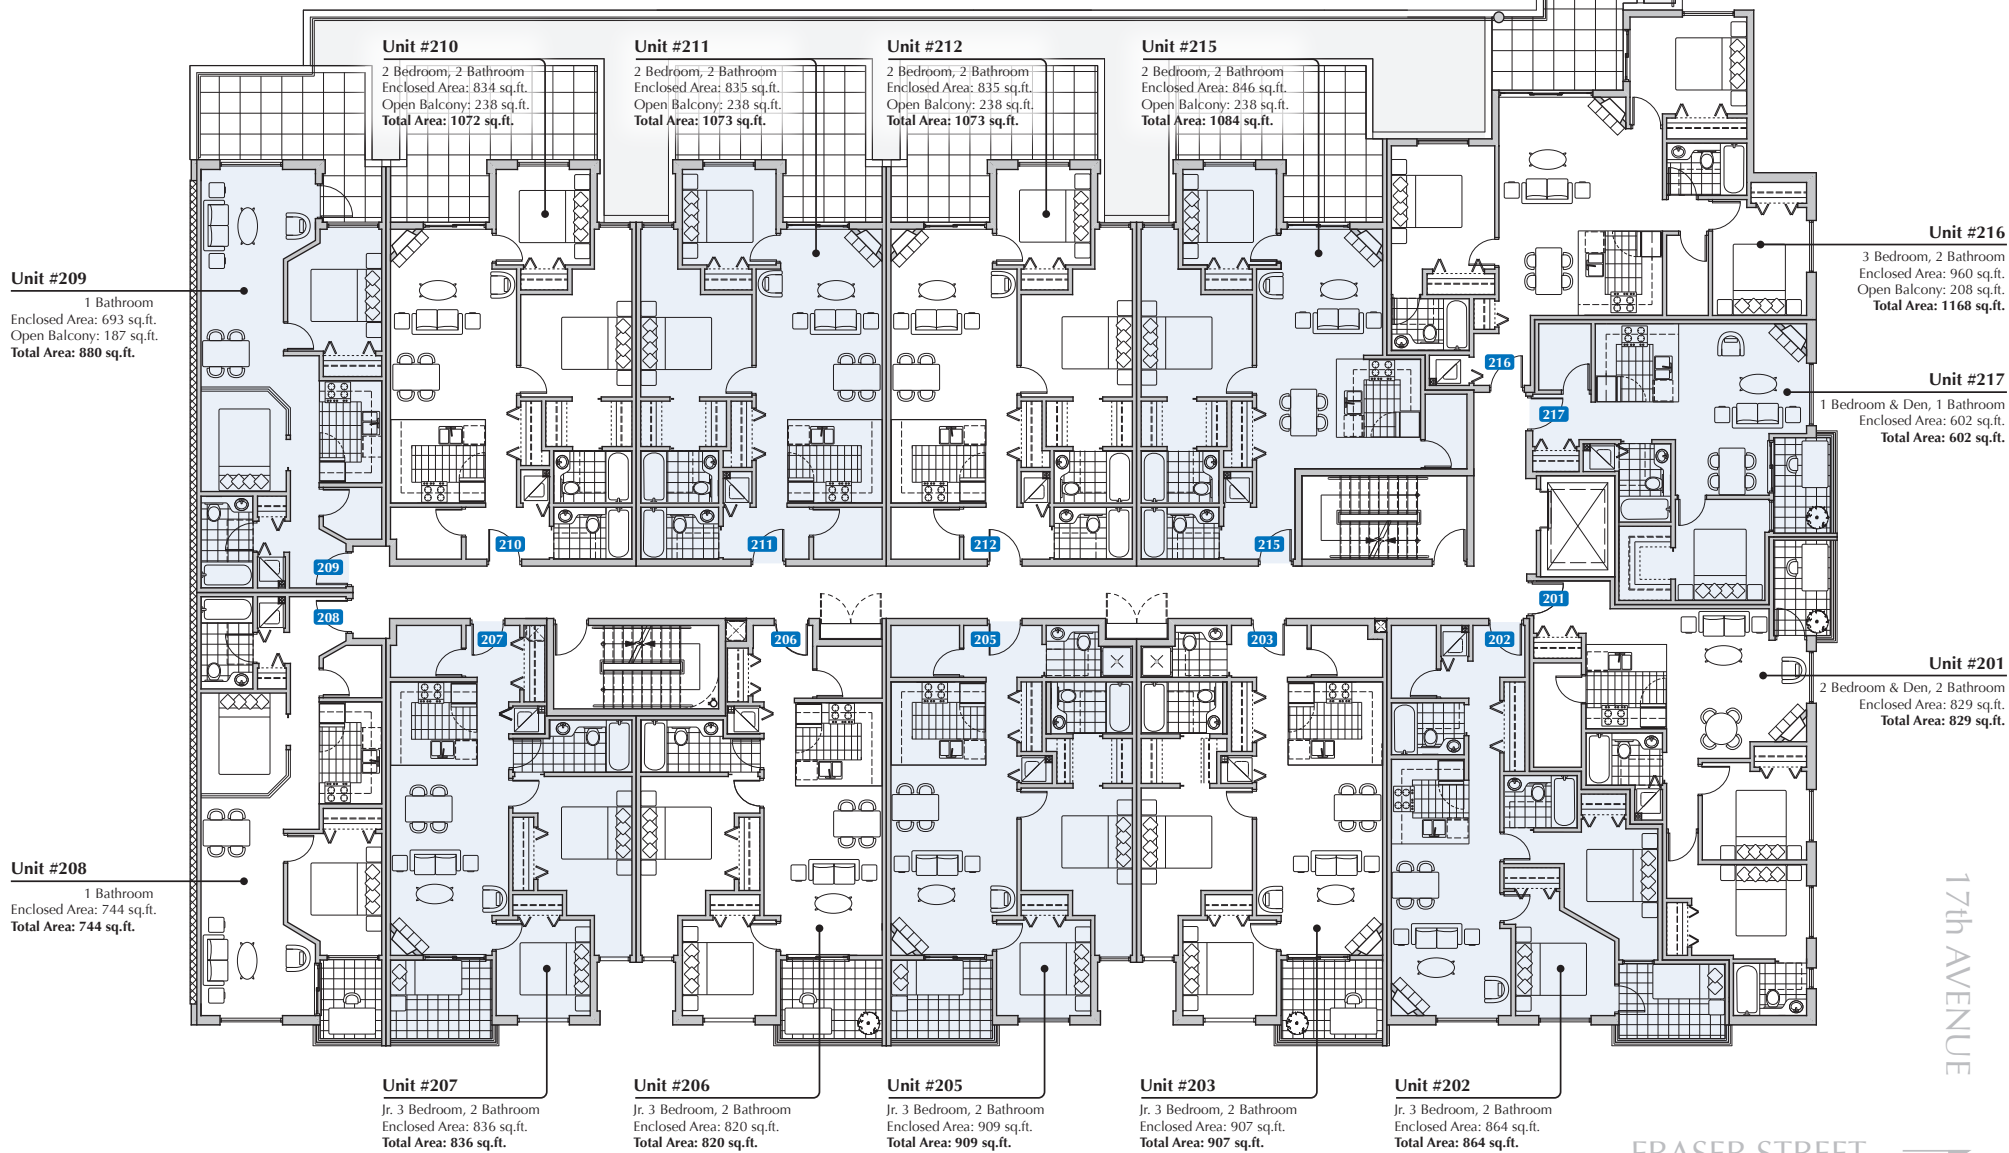 Unit #210
2 Bedroom, 2 Bathroom
Enclosed Area: 834 sq.ft.
Open Balcony: 238 sq.ft.
Total Area: 1072 sq.ft.
Unit #211
2 Bedroom, 2 Bathroom
Enclosed Area: 835 sq.ft.
Open Balcony: 238 sq.ft.
Total Area: 1073 sq.ft.
Unit #212
2 Bedroom, 2 Bathroom
Enclosed Area: 835 sq.ft.
Open Balcony: 238 sq.ft.
Total Area: 1073 sq.ft.
Unit #215
2 Bedroom, 2 Bathroom
Enclosed Area: 846 sq.ft.
Open Balcony: 238 sq.ft.
Total Area: 1084 sq.ft.
Unit #216
3 Bedroom, 2 Bathroom
Enclosed Area: 960 sq.ft.
Open Balcony: 208 sq.ft.
Total Area: 1168 sq.ft.
Unit #209
1 Bathroom
Enclosed Area: 693 sq.ft.
Open Balcony: 187 sq.ft.
Total Area: 880 sq.ft.
Unit #217
1 Bedroom & Den, 1 Bathroom
Enclosed Area: 602 sq.ft.
Total Area: 602 sq.ft.
216
217
210
211
212
215
209
201
208
207
206
205
203
202
Unit #201
2 Bedroom & Den, 2 Bathroom
Enclosed Area: 829 sq.ft.
Total Area: 829 sq.ft.
Unit #208
1 Bathroom
Enclosed Area: 744 sq.ft.
Total Area: 744 sq.ft.
17th AVENUE
Unit #207
Jr. 3 Bedroom, 2 Bathroom
Enclosed Area: 836 sq.ft.
Total Area: 836 sq.ft.
Unit #206
Jr. 3 Bedroom, 2 Bathroom
Enclosed Area: 820 sq.ft.
Total Area: 820 sq.ft.
Unit #205
Jr. 3 Bedroom, 2 Bathroom
Enclosed Area: 909 sq.ft.
Total Area: 909 sq.ft.
Unit #203
Jr. 3 Bedroom, 2 Bathroom
Enclosed Area: 907 sq.ft.
Total Area: 907 sq.ft.
Unit #202
Jr. 3 Bedroom, 2 Bathroom
Enclosed Area: 864 sq.ft.
Total Area: 864 sq.ft.
FRASER STREET